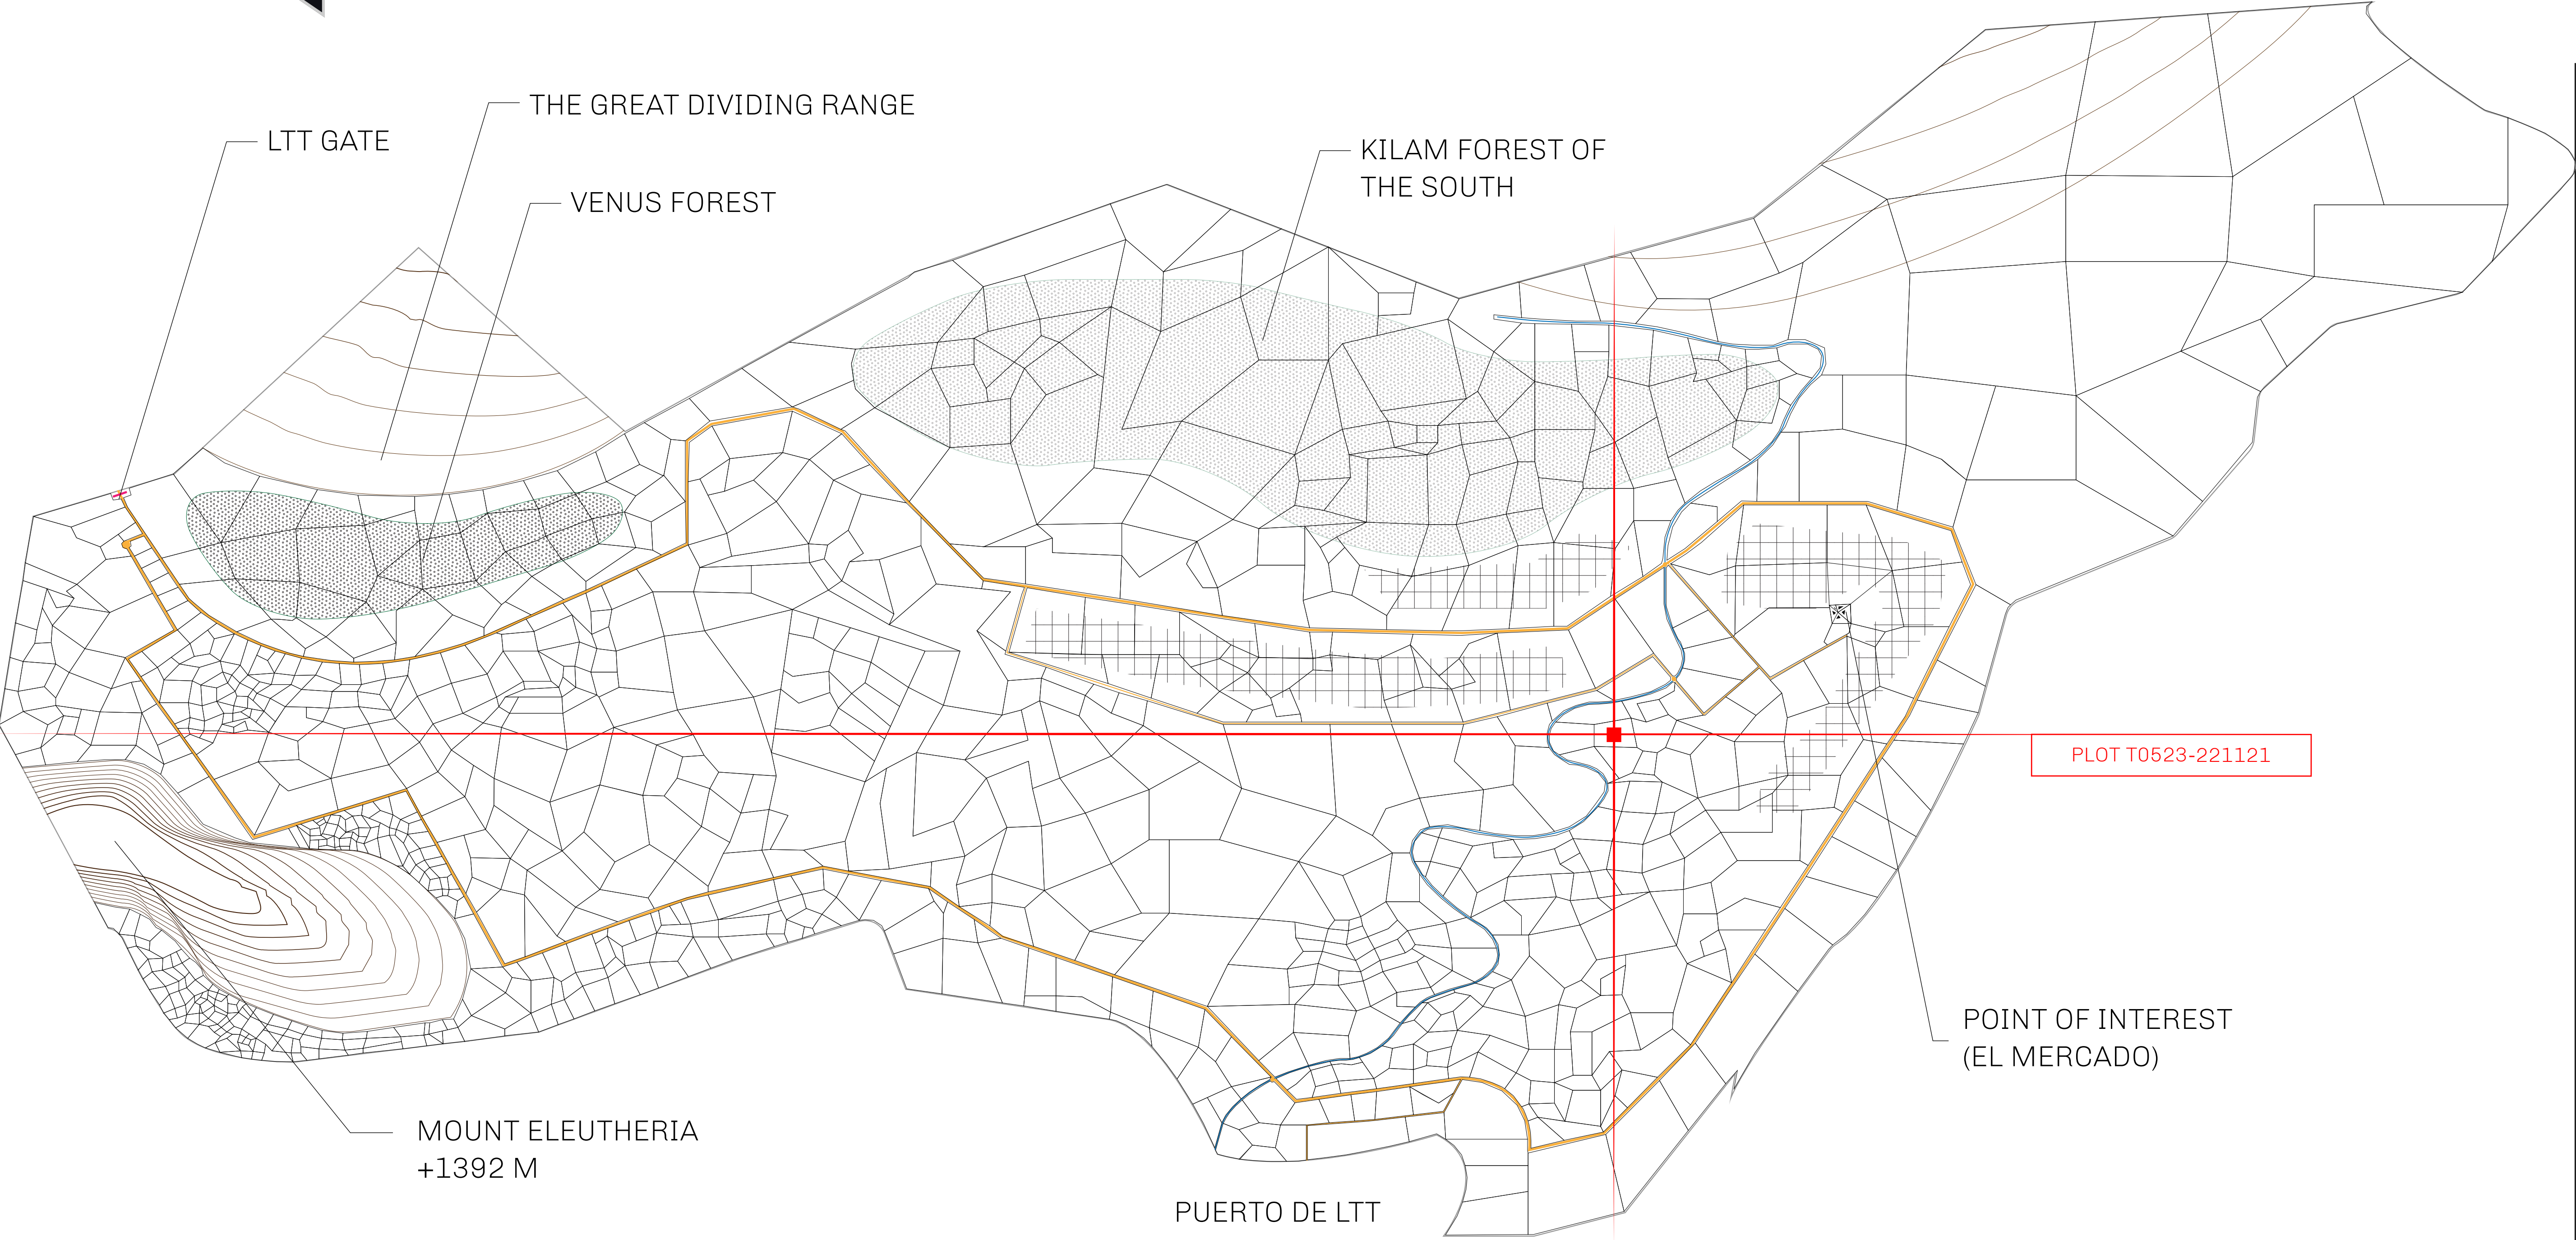 THE GREAT DIVIDING RANGE
LTT GATE
KILAM FOREST OF
THE SOUTH
VENUS FOREST
PLOT T0523-221121
POINT OF INTEREST
(EL MERCADO)
MOUNT ELEUTHERIA
+1392 M
PUERTO DE LTT